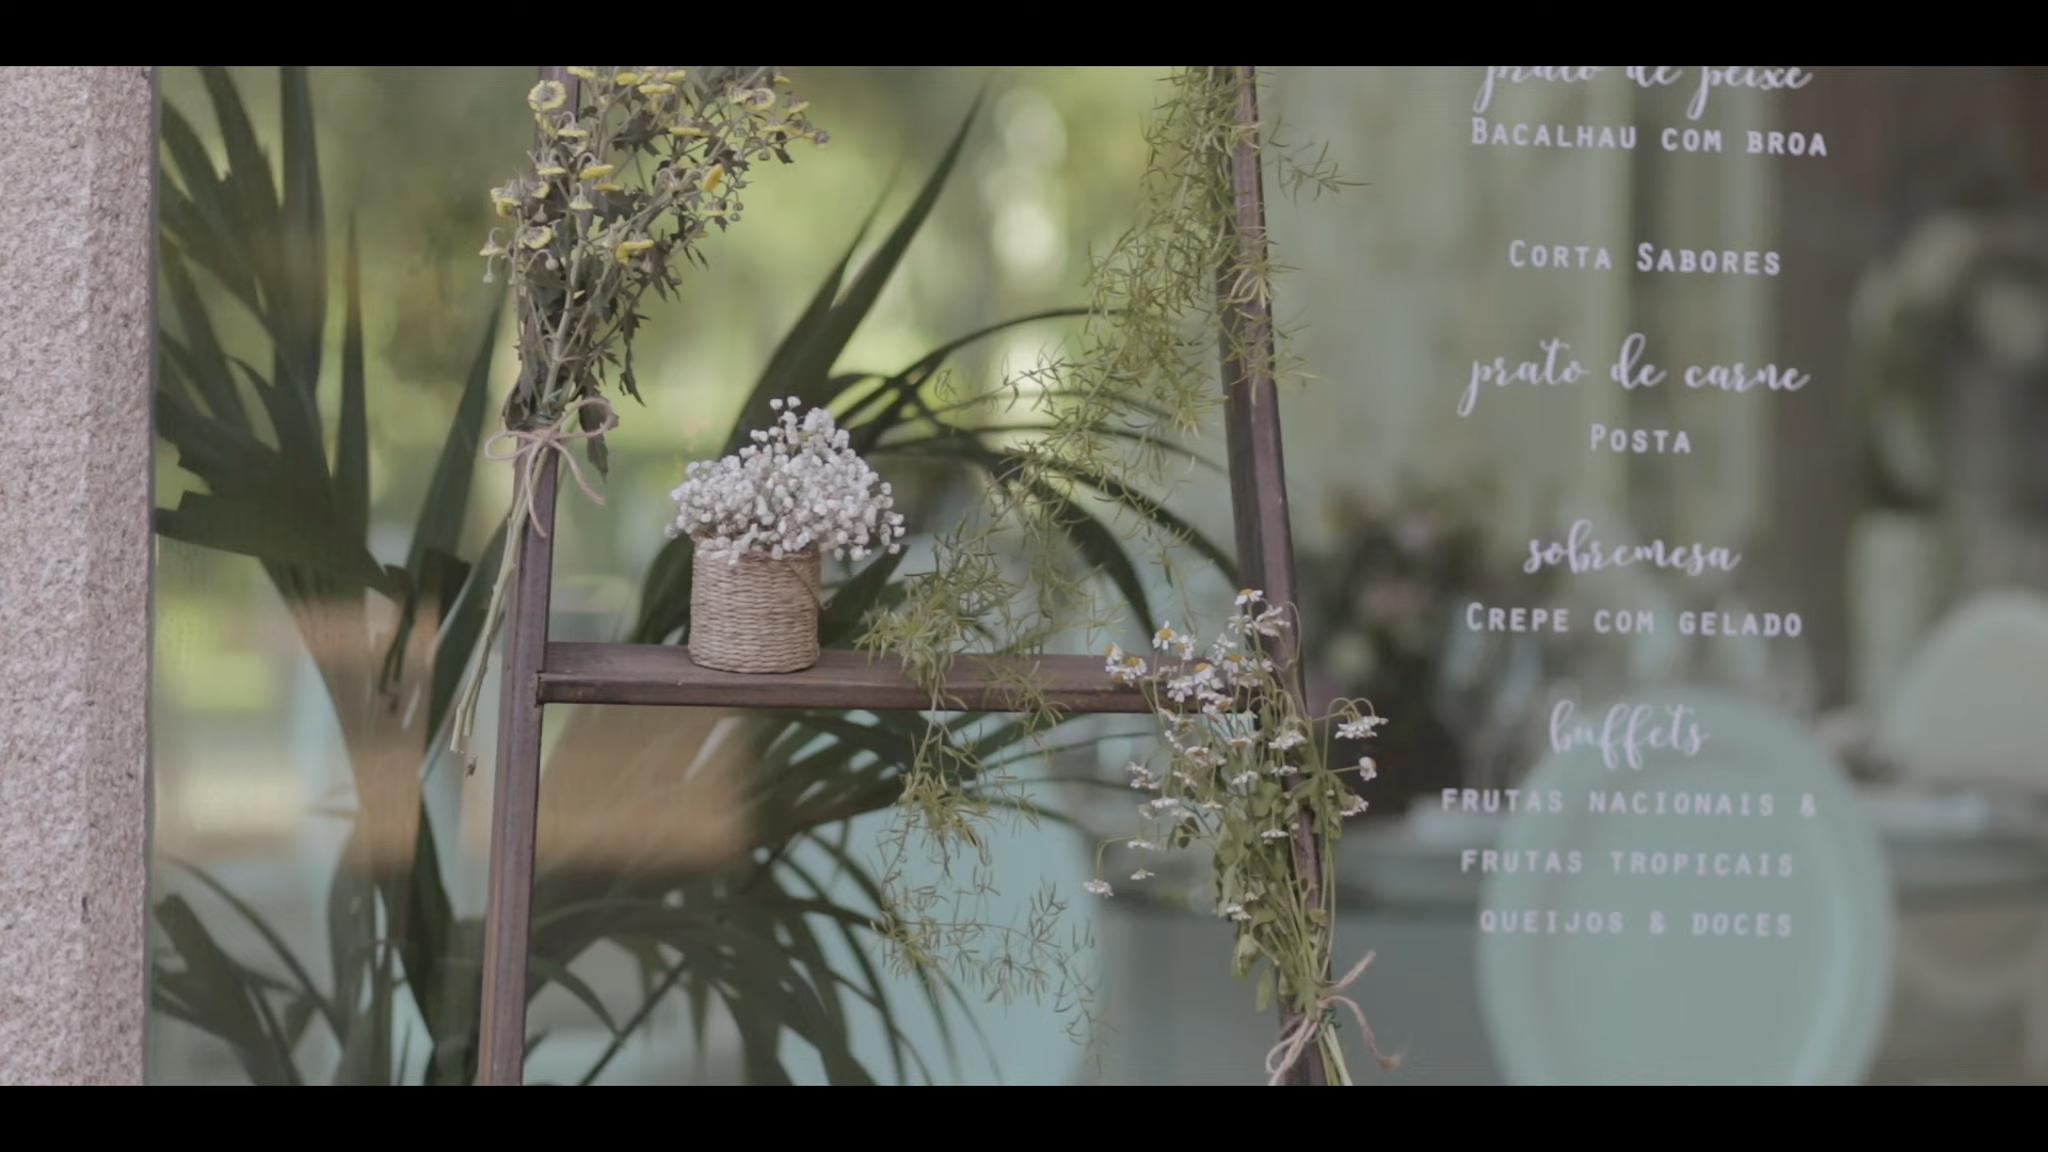 prato de peixe
BACALHAU COM BROA
CORTA SABORES
prato de carne
POSTA
sobremesa
CREPE COM GELADO
buffets
FRUTAS NACIONAIS &
FRUTAS TROPICAIS
QUEIJOS & DOCES